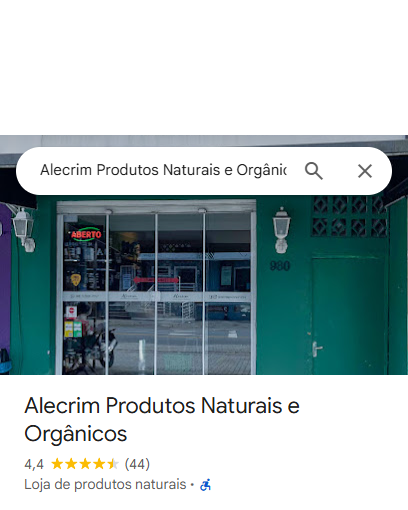 Alecrim Produtos Naturais e Orgânic
ABERTO
980
Alecrim Produtos Naturais e
Orgânicos
4,4 (44)
Loja de produtos naturais •